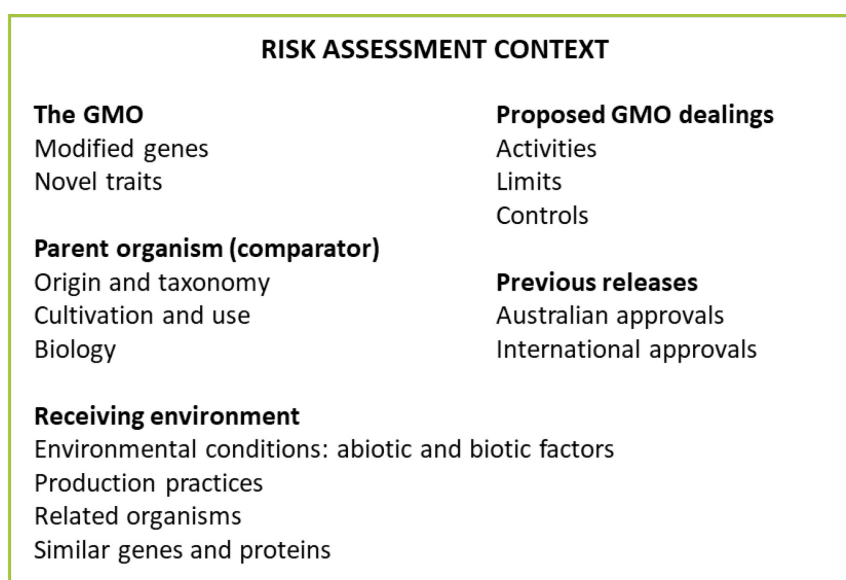 RISK ASSESSMENT CONTEXT
The GMO
Modified genes
Novel traits
Parent organism (comparator)
Origin and taxonomy
Cultivation and use
Biology
Proposed GMO dealings
Activities
Limits
Controls
Previous releases
Australian approvals
International approvals
Receiving environment
Environmental conditions: abiotic and biotic factors
Production practices
Related organisms
Similar genes and proteins